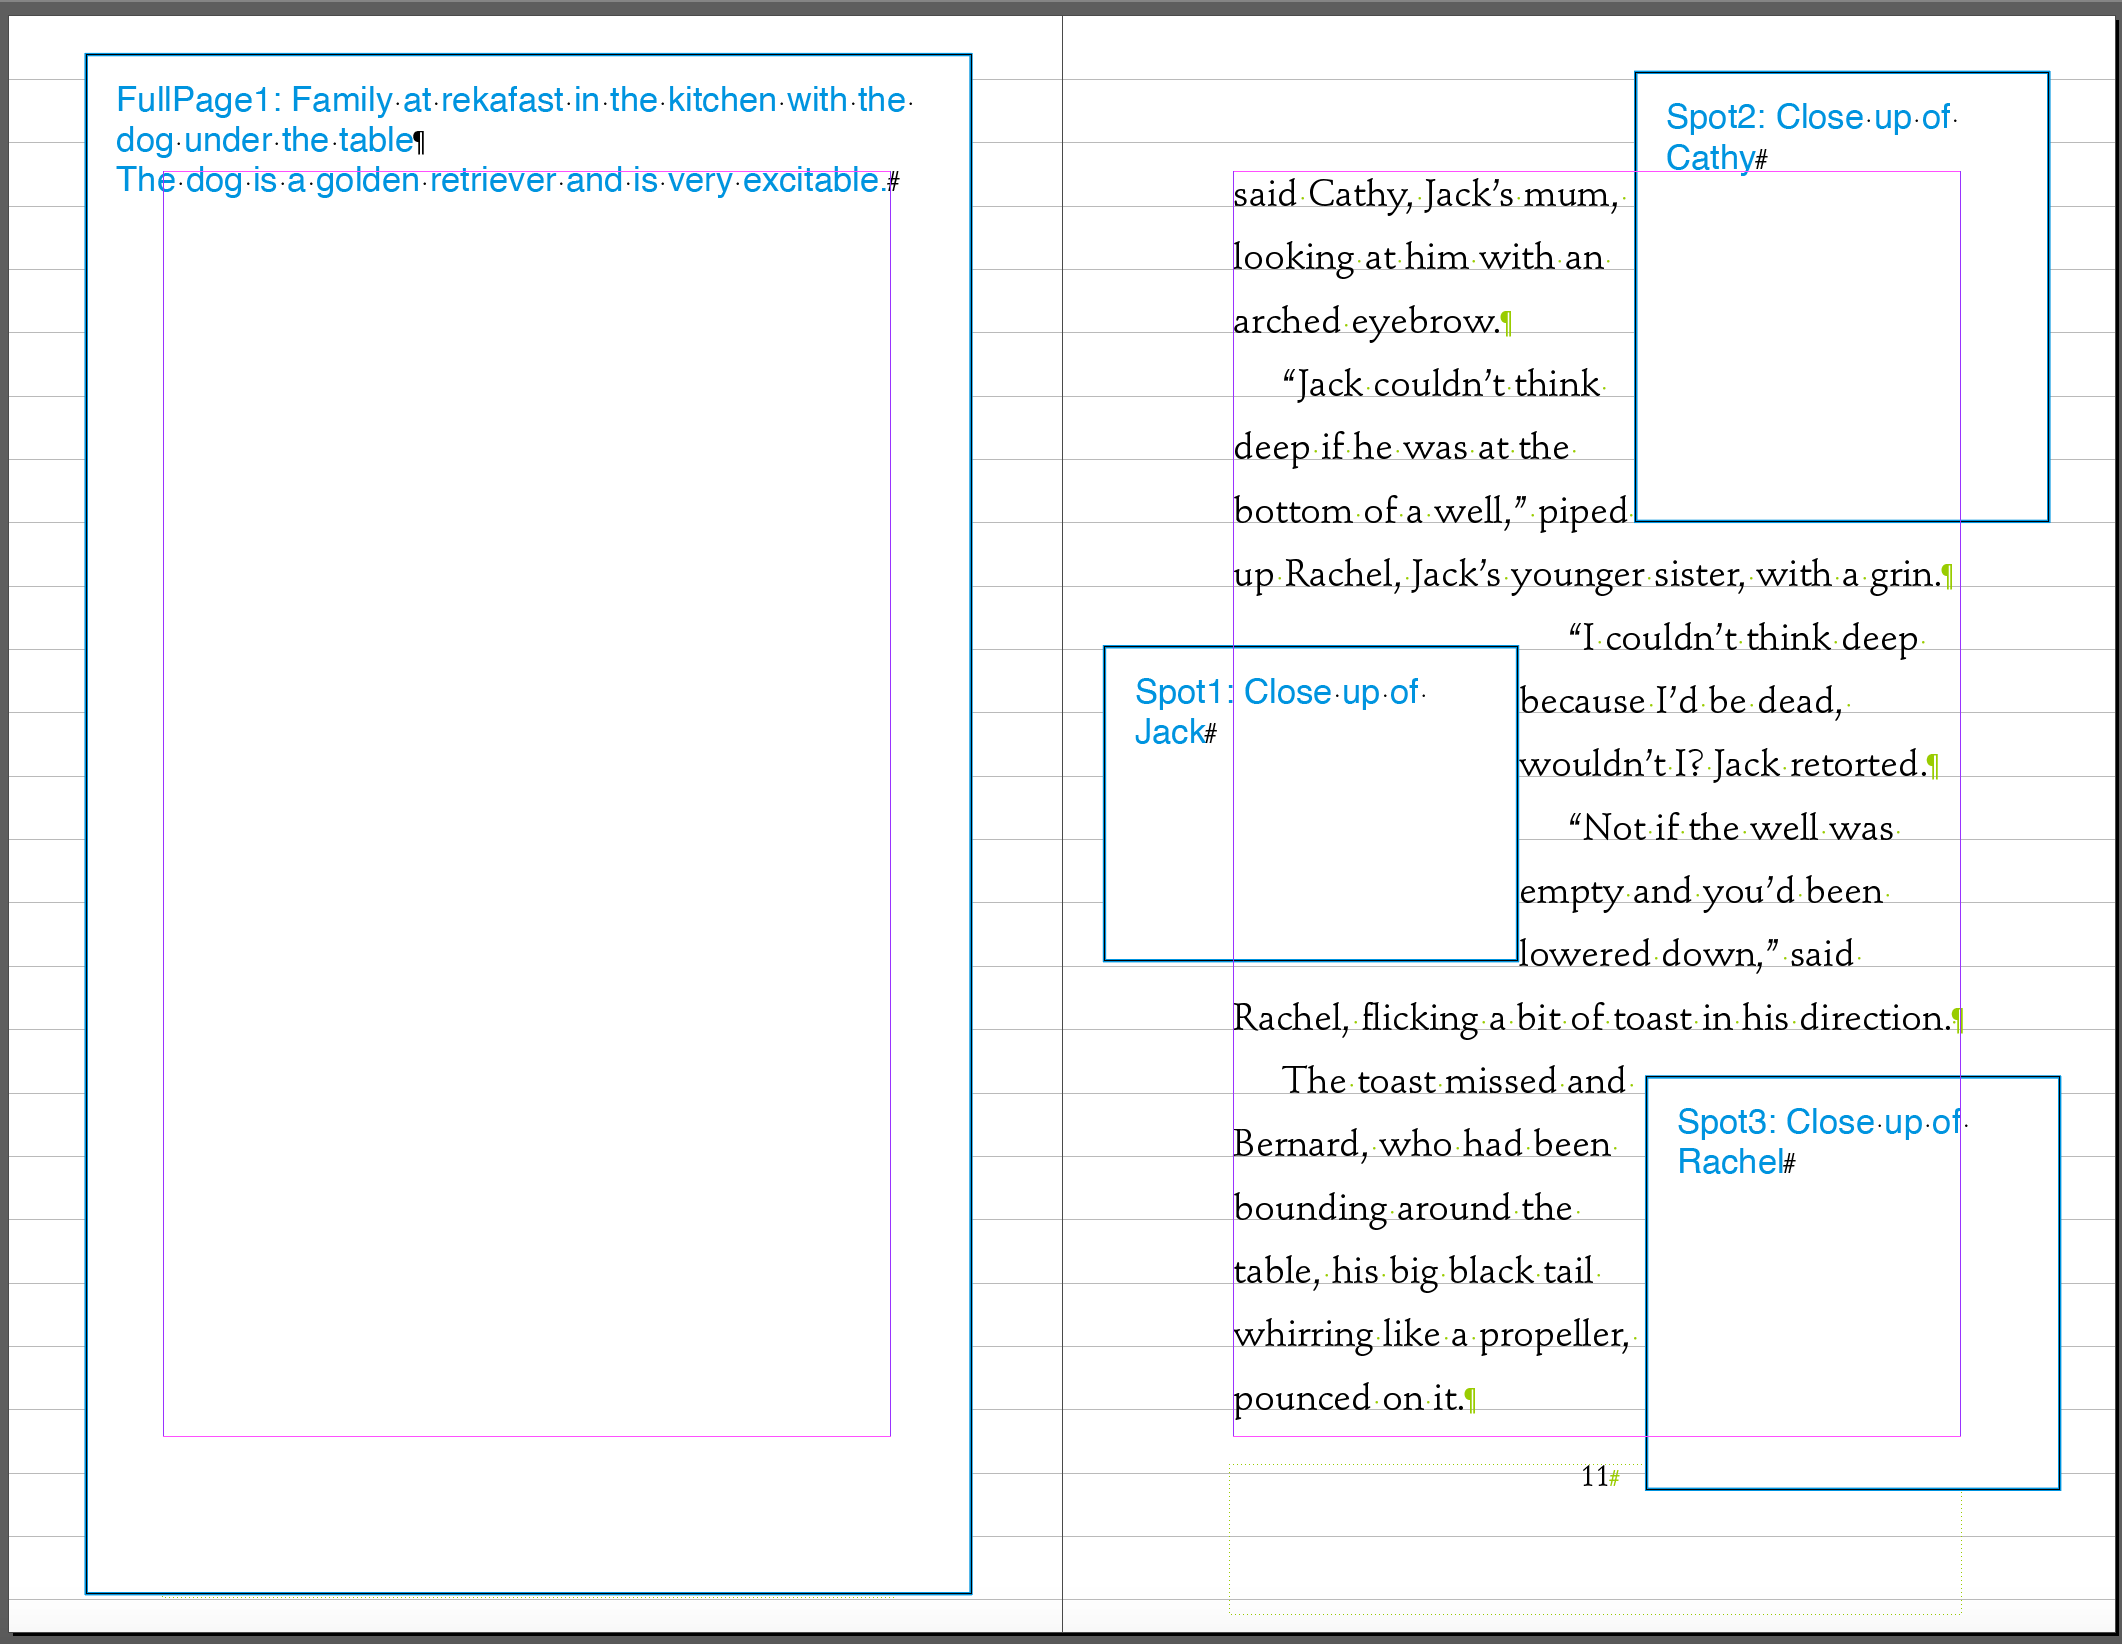 FullPage1: Family at rekafast in the kitchen with the
dog under the table¶
The dog is a golden retriever and is very excitable.#
Spot2: Close up of
Cathy#
said Cathy, Jack’s mum,
looking at him with an
arched eyebrow.¶
“Jack couldn’t think
deep if he was at the
bottom of a well,” piped
up Rachel, Jack’s younger sister, with a grin.¶
Spot1: Close up of
Jack#
“I couldn’t think deep
because I’d be dead,
wouldn’t I? Jack retorted.¶
“Not if the well was
empty and you’d been
lowered down,” said
Rachel, flicking a bit of toast in his direction.¶
The toast missed and
Bernard, who had been
bounding around the
table, his big black tail
whirring like a propeller,
pounced on it.¶
Spot3: Close up of
Rachel#
11#